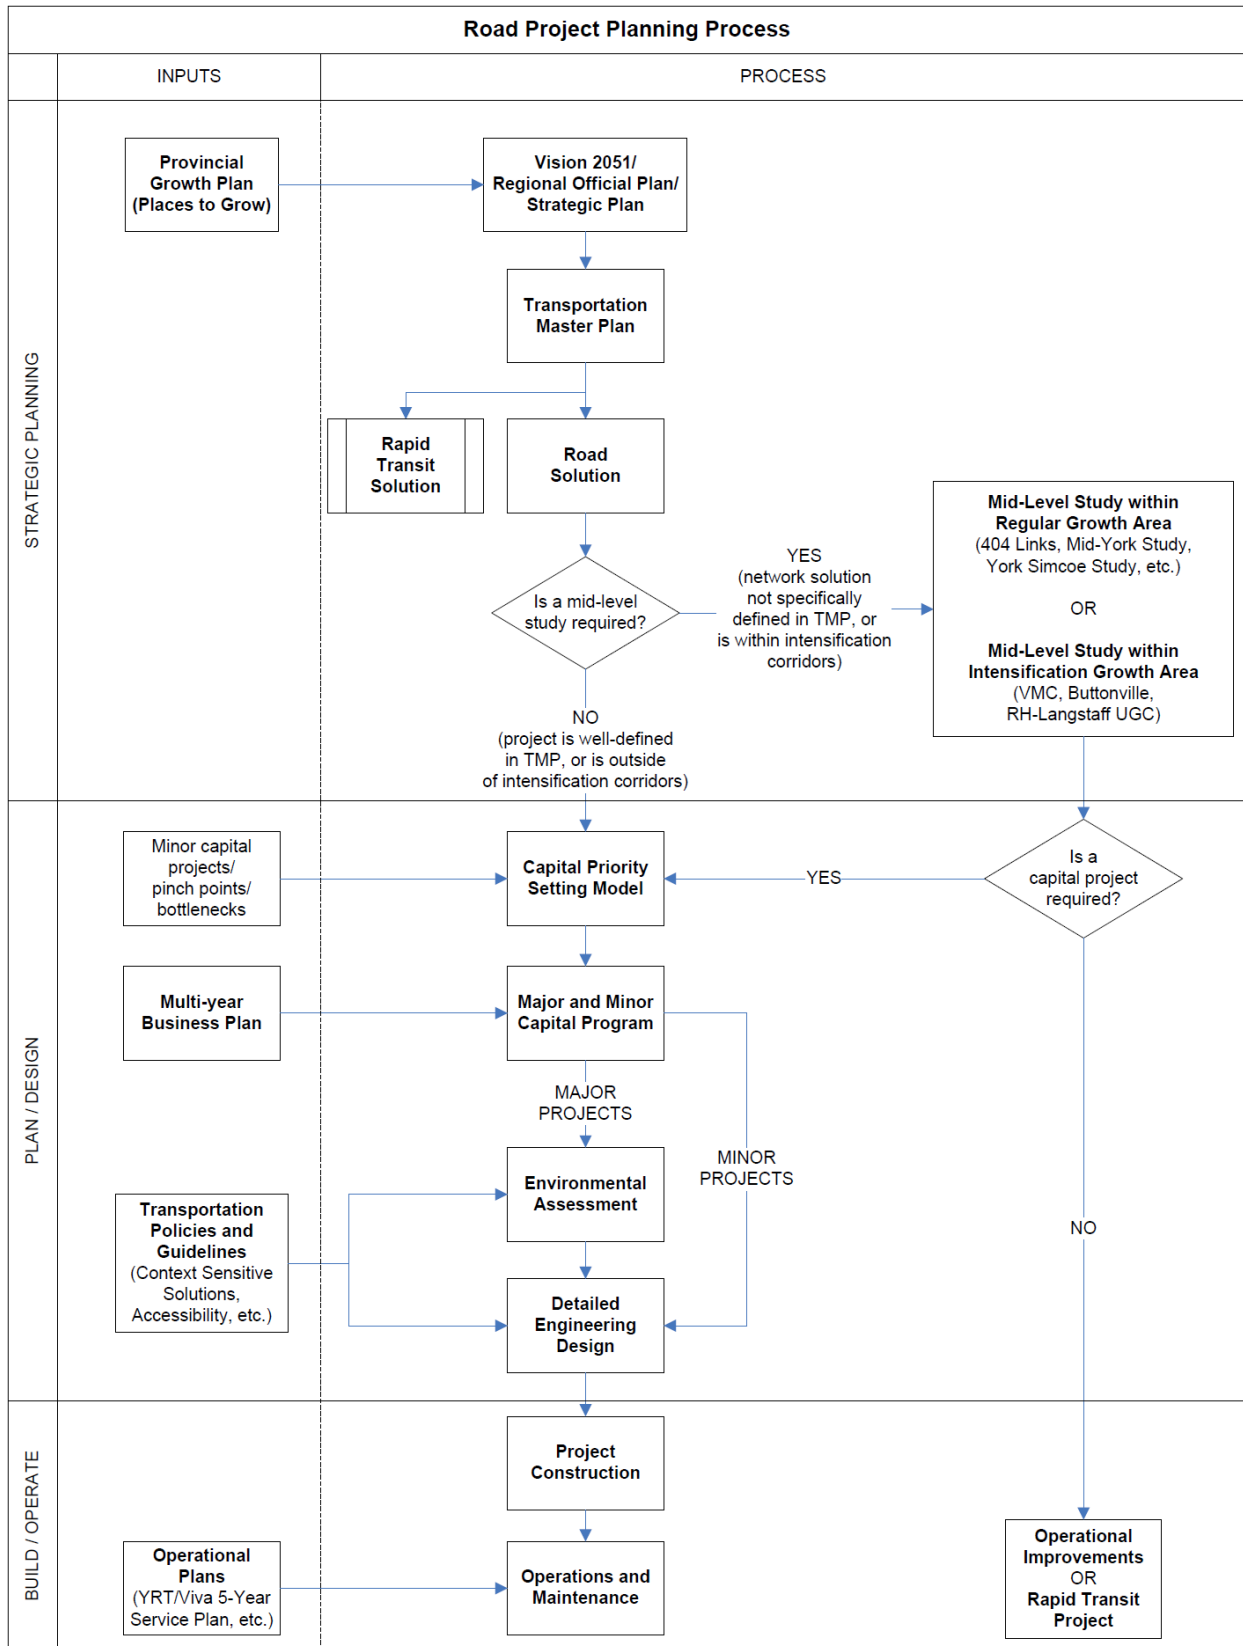 Road Project Planning Process
INPUTS
PROCESS
STRATEGIC PLANNING
Provincial
Growth Plan
(Places to Grow)
Vision 2051/
Regional Official Plan/
Strategic Plan
Transportation
Master Plan
Rapid
Transit
Solution
Road
Solution
Is a mid-level
study required?
YES
(network solution
not specifically
defined in TMP, or
is within intensification
corridors)
Mid-Level Study within
Regular Growth Area
(404 Links, Mid-York Study,
York Simcoe Study, etc.)
OR
Mid-Level Study within
Intensification Growth Area
(VMC, Buttonville,
RH-Langstaff UGC)
NO
(project is well-defined
in TMP, or is outside
of intensification corridors)
PLAN / DESIGN
Minor capital
projects/
pinch points/
bottlenecks
Capital Priority
Setting Model
YES
Is a
capital project
required?
Multi-year
Business Plan
Major and Minor
Capital Program
MAJOR
PROJECTS
MINOR
PROJECTS
Environmental
Assessment
Transportation
Policies and
Guidelines
(Context Sensitive
Solutions,
Accessibility, etc.)
NO
Detailed
Engineering
Design
BUILD / OPERATE
Project
Construction
Operational
Plans
(YRT/Viva 5-Year
Service Plan, etc.)
Operations and
Maintenance
Operational
Improvements
OR
Rapid Transit
Project